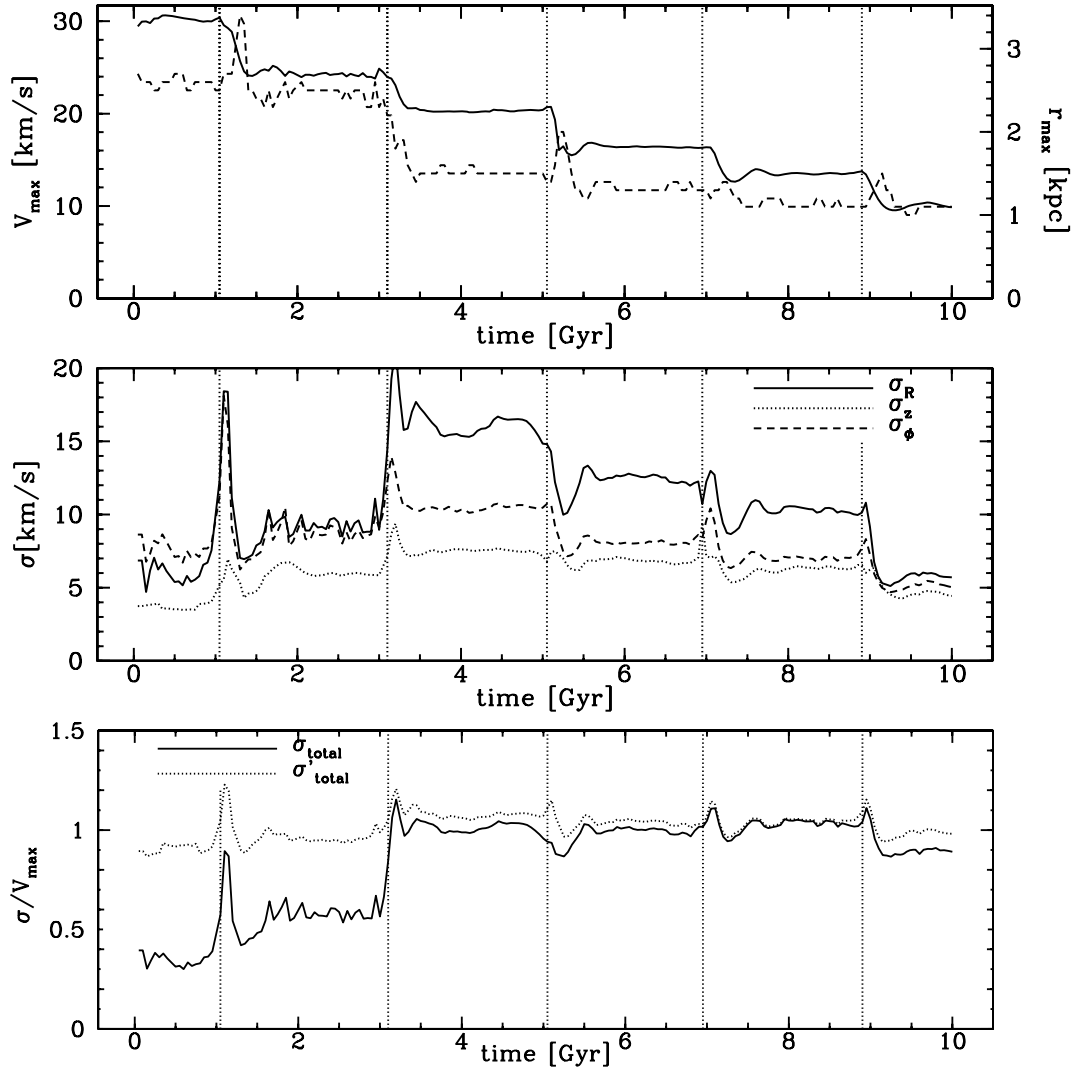 30
20
10
0
V_max [km/s]
3
2
1
0
r_max [kpc]
0 2 4 6 8 10
time [Gyr]
20
15
10
5
0
σ[km/s]
σ_R
σ_z
σ_ϕ
0 2 4 6 8 10
time [Gyr]
1.5
1
0.5
0
σ/V_max
σ_total
σ'_total
0 2 4 6 8 10
time [Gyr]